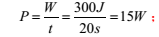 P = W/t = 300J/20s = 15W；